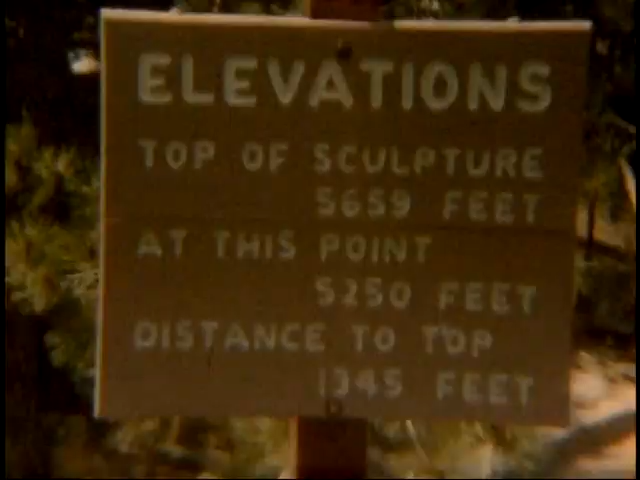 ELEVATIONS
TOP OF SCULPTURE
5659 FEET
AT THIS POINT
5250 FEET
DISTANCE TO TOP
1345 FEET